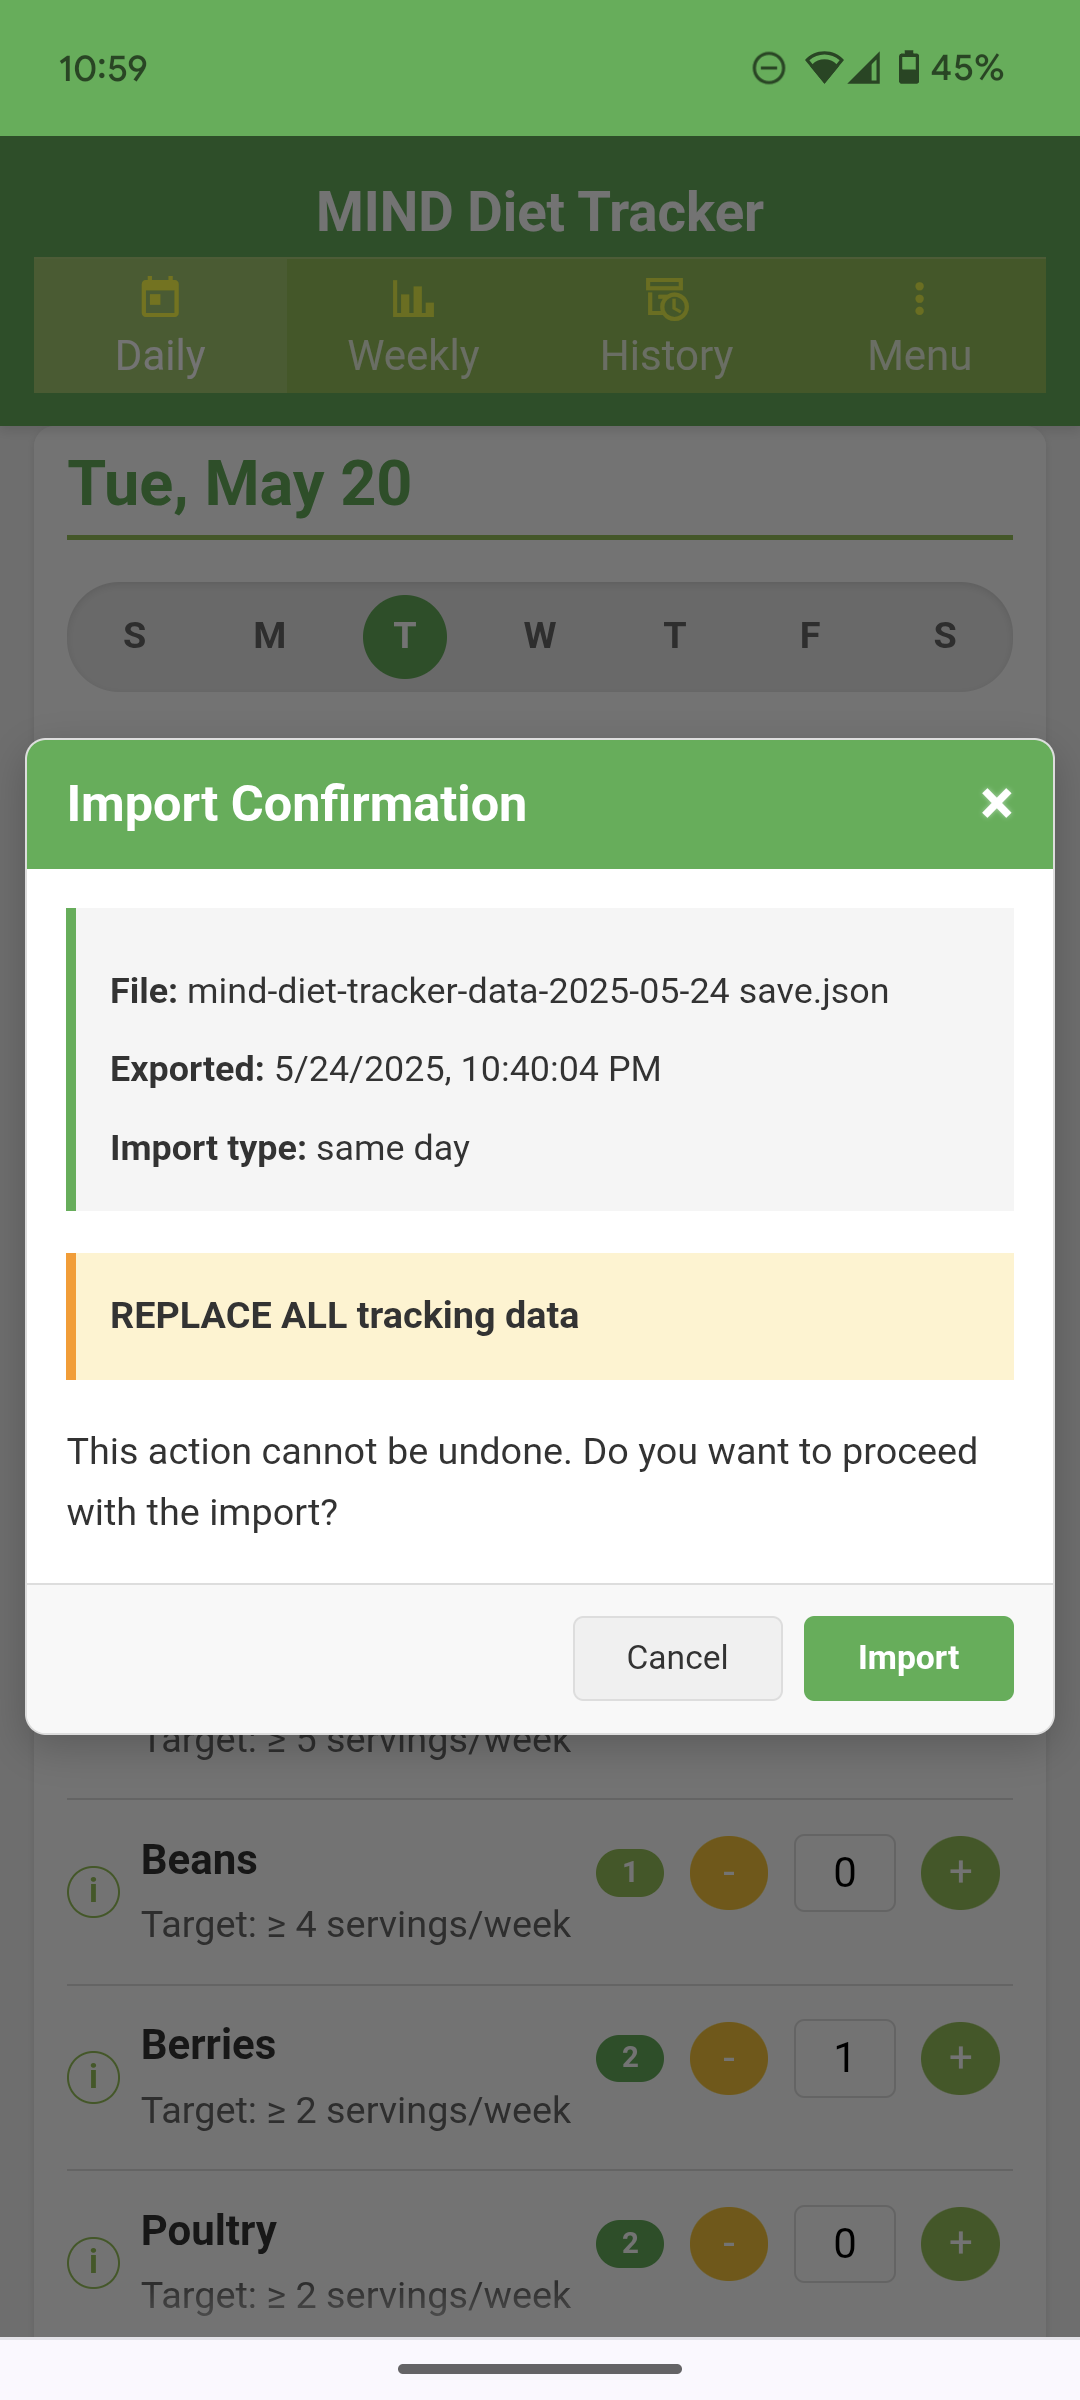 10:59
45%
MIND Diet Tracker
Daily
Weekly
History
Menu
Tue, May 20
S M T W T F S
Import Confirmation ×
File: mind-diet-tracker-data-2025-05-24 save.json
Exported: 5/24/2025, 10:40:04 PM
Import type: same day
REPLACE ALL tracking data
This action cannot be undone. Do you want to proceed
with the import?
Cancel
Import
Target: ≥ 5 servings/week
Beans
1 - 0 +
Target: ≥ 4 servings/week
Berries
2 - 1 +
Target: ≥ 2 servings/week
Poultry
2 - 0 +
Target: ≥ 2 servings/week